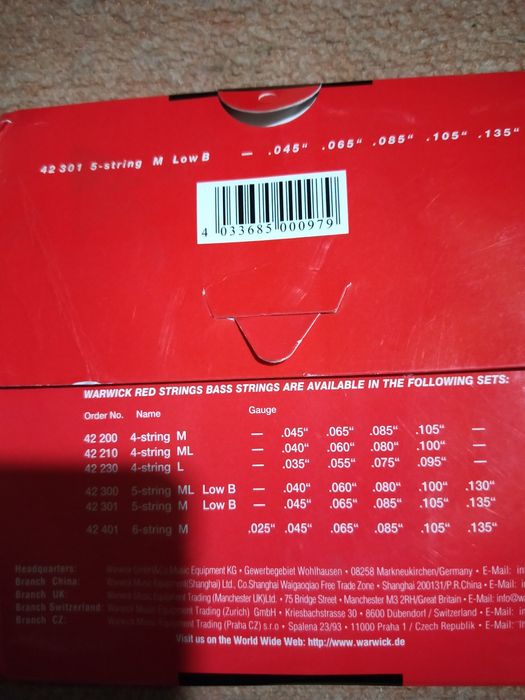 42 301 5-string M Low B — .045“ .065“ .085“ .105“ .135“
4 033685 000979
WARWICK RED STRINGS BASS STRINGS ARE AVAILABLE IN THE FOLLOWING SETS:
Order No. Name Gauge
42 200 4-string M — .045“ .065“ .085“ .105“ —
42 210 4-string ML — .040“ .060“ .080“ .100“ —
42 230 4-string L — .035“ .055“ .075“ .095“ —
42 300 5-string ML Low B — .040“ .060“ .080“ .100“ .130“
42 301 5-string M Low B — .045“ .065“ .085“ .105“ .135“
42 401 6-string M .025“ .045“ .065“ .085“ .105“ .135“
Headquarters: Warwick GmbH&Co.Music Equipment KG • Gewerbegebiet Wohlhausen • 08258 Markneukirchen/Germany • E-Mail:
Branch China: Warwick Music Equipment(Shanghai) Ltd., Co.Shanghai Waigaoqiao Free Trade Zone • Shanghai 200131/P.R.China • E-Mail:
Branch UK: Warwick Music Equipment Trading (Manchester UK)Ltd. • 75 Bridge Street • Manchester M3 2RH/Great Britain • E-Mail:
Branch Switzerland: Warwick Music Equipment Trading (Zurich) GmbH • Kriesbachstrasse 30 • 8600 Dübendorf / Switzerland • E-Mail:
Branch CZ: Warwick Music Equipment Trading (Praha CZ) s.r.o • Spalená 23/93 • 11000 Praha 1 / Czech Republik • E-Mail:
Visit us on the World Wide Web: http://www.warwick.de